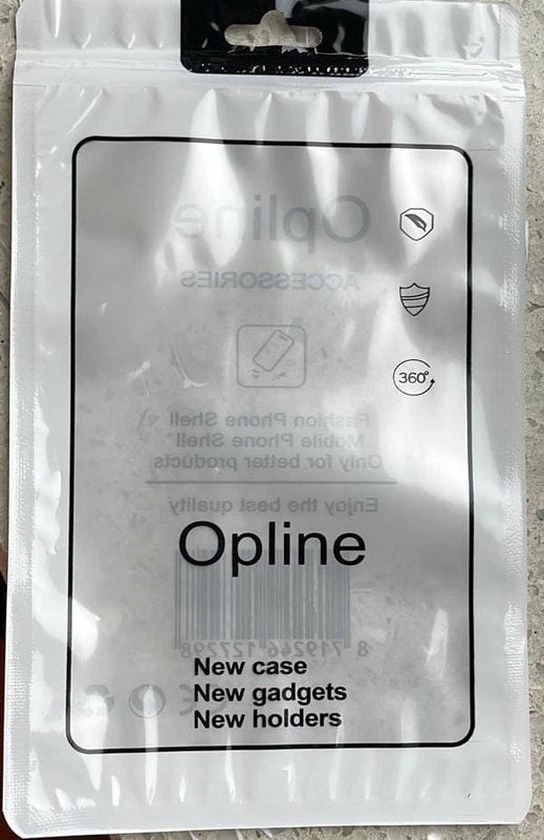 Opline
ACCESSORIES
360°
Fashion Phone Shell
Mobile Phone Shell"
Only for better products
Enjoy the best quality
Opline
8 719246 127298
New case
New gadgets
New holders
CE